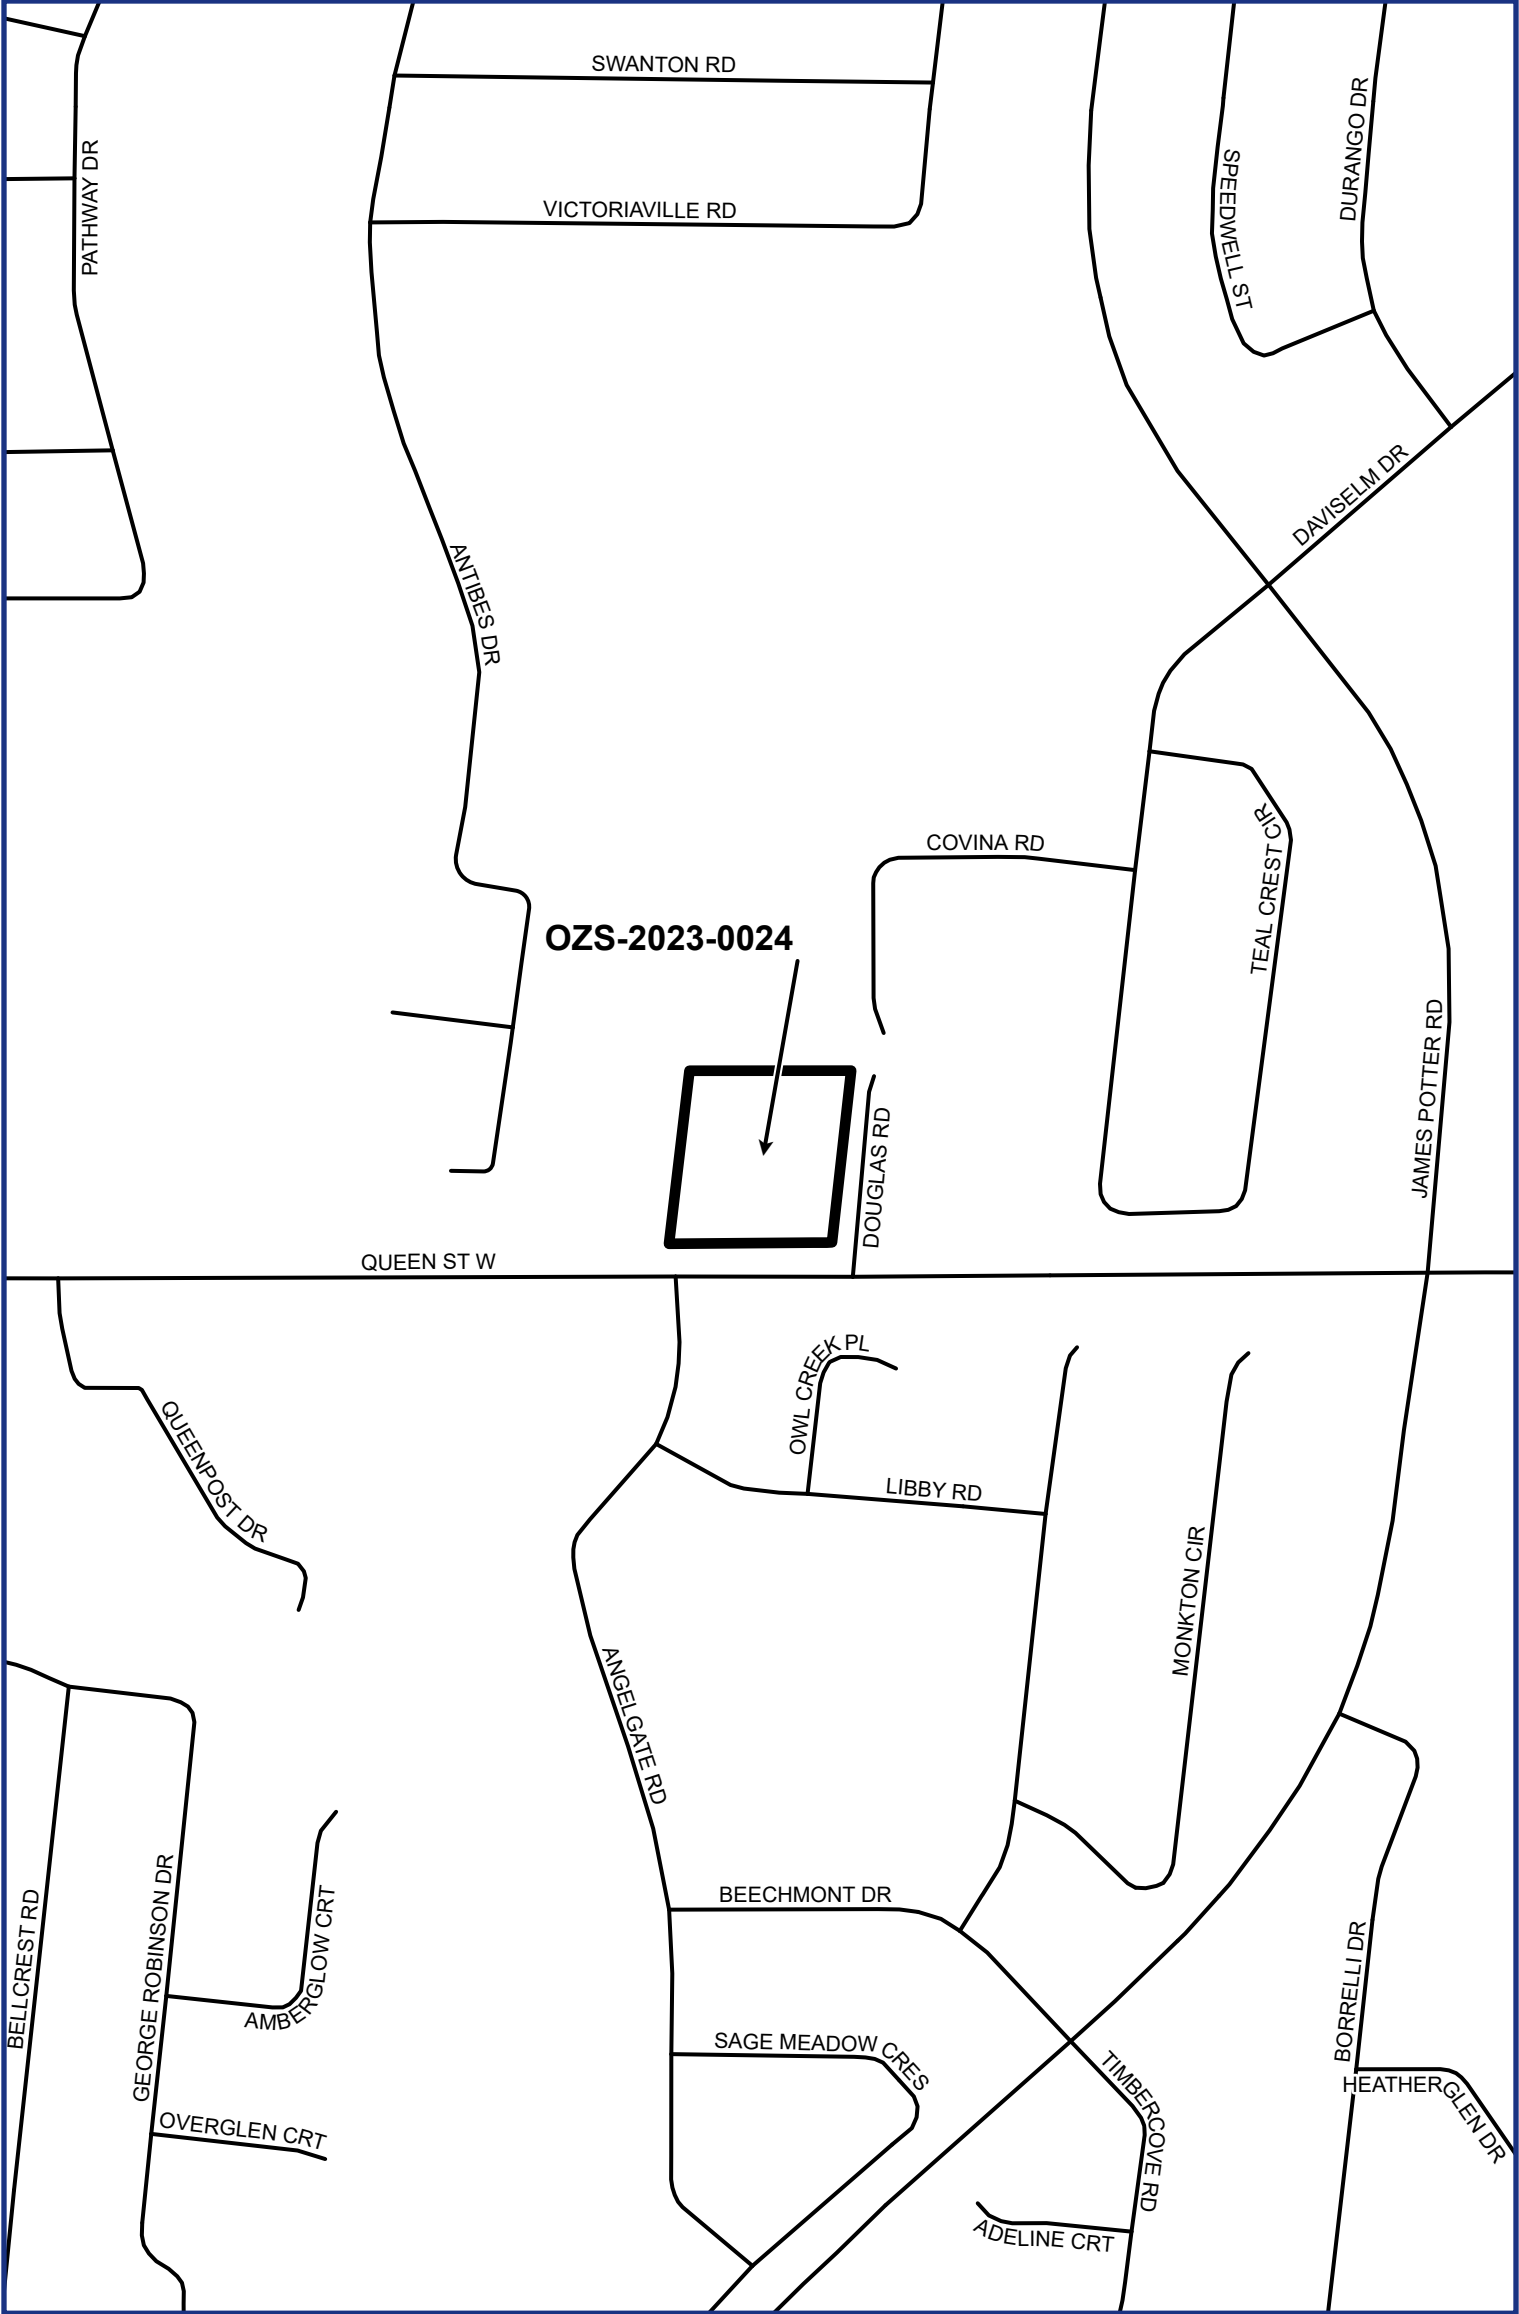 SWANTON RD
DURANGO DR
PATHWAY DR
SPEEDWELL ST
VICTORIAVILLE RD
DAVISELM DR
ANTIBES DR
COVINA RD
TEAL CREST CIR
OZS-2023-0024
JAMES POTTER RD
DOUGLAS RD
QUEEN ST W
OWL CREEK PL
QUEENPOST DR
LIBBY RD
MONKTON CIR
ANGELGATE RD
BEECHMONT DR
BELLCREST RD
GEORGE ROBINSON DR
AMBERGLOW CRT
BORRELLI DR
SAGE MEADOW CRES
TIMBERCOVE RD
HEATHERGLEN DR
OVERGLEN CRT
ADELINE CRT